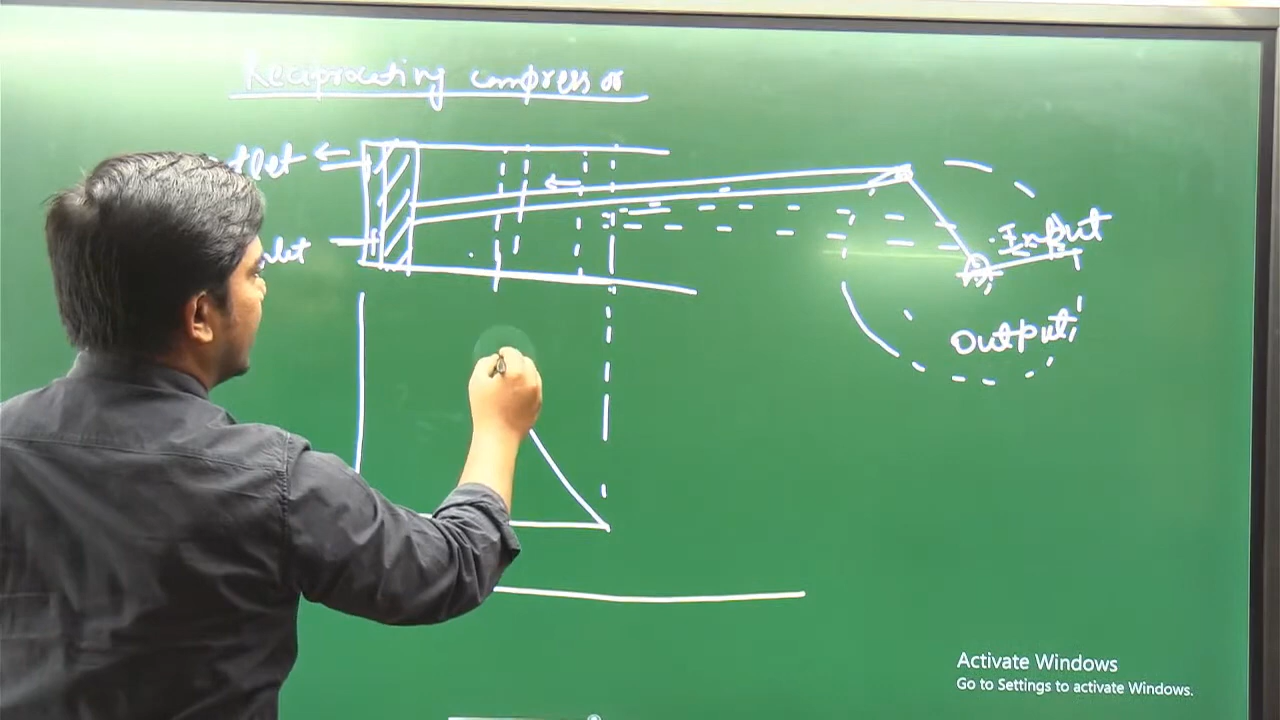 Reciprocating compressor
Input
Output
Activate Windows
Go to Settings to activate Windows.